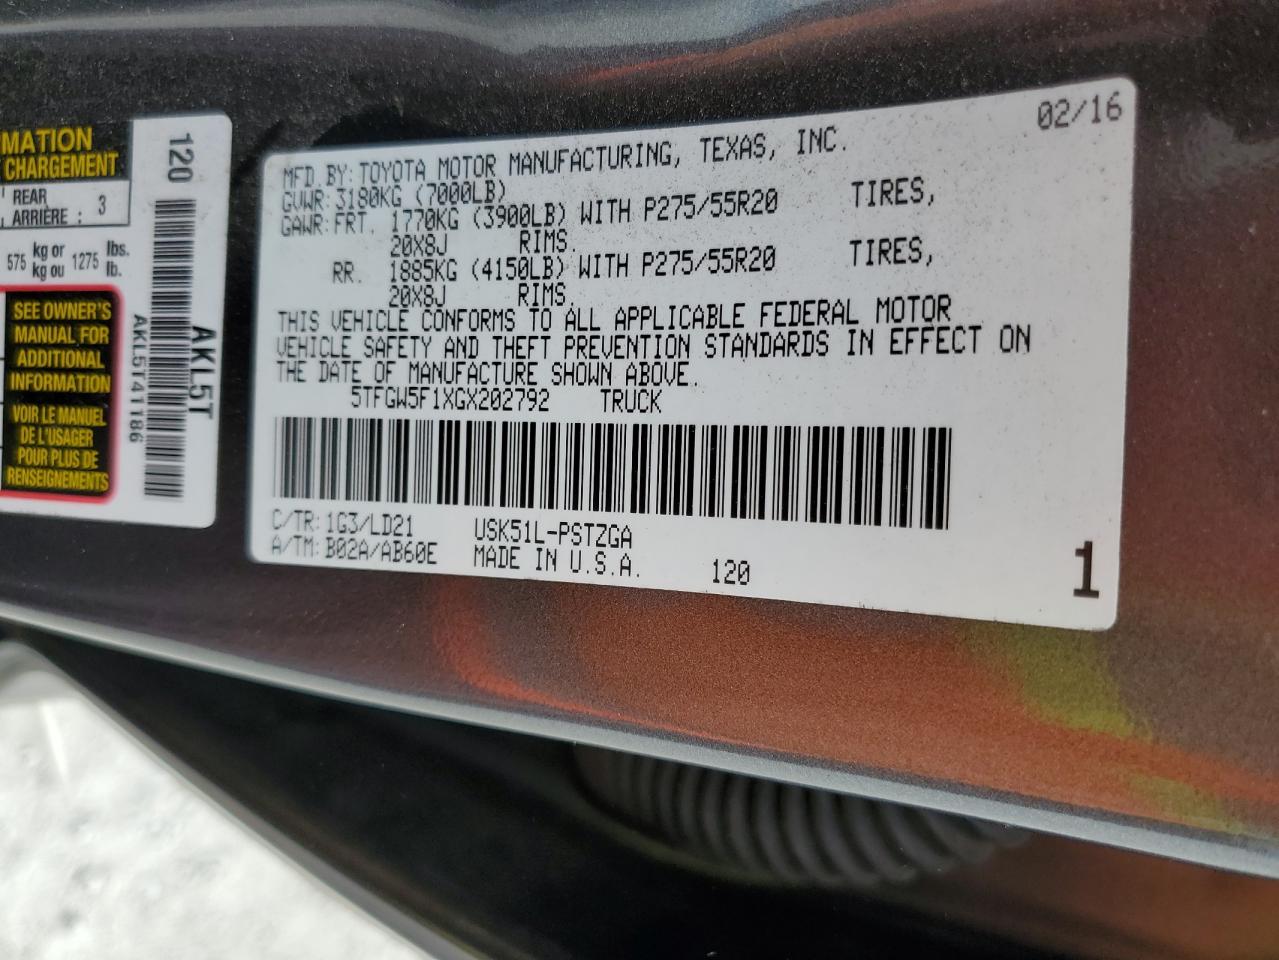 MATION
CHARGEMENT
REAR
ARRIÈRE : 3
575 kg or 1275 lbs.
kg ou lb.
SEE OWNER'S
MANUAL FOR
ADDITIONAL
INFORMATION
VOIR LE MANUEL
DE L'USAGER
POUR PLUS DE
RENSEIGNEMENTS
120
AKL5T41186
AKL5T
02/16
MFD. BY: TOYOTA MOTOR MANUFACTURING, TEXAS, INC.
GVWR: 3180KG (7000LB)
GAWR: FRT. 1770KG (3900LB) WITH P275/55R20 TIRES,
20X8J RIMS.
RR. 1885KG (4150LB) WITH P275/55R20 TIRES,
20X8J RIMS.
THIS VEHICLE CONFORMS TO ALL APPLICABLE FEDERAL MOTOR
VEHICLE SAFETY AND THEFT PREVENTION STANDARDS IN EFFECT ON
THE DATE OF MANUFACTURE SHOWN ABOVE.
5TFGW5F1XGX202792 TRUCK
C/TR: 1G3/LD21 USK51L-PSTZGA
A/TM: B02A/AB60E MADE IN U.S.A. 120
1